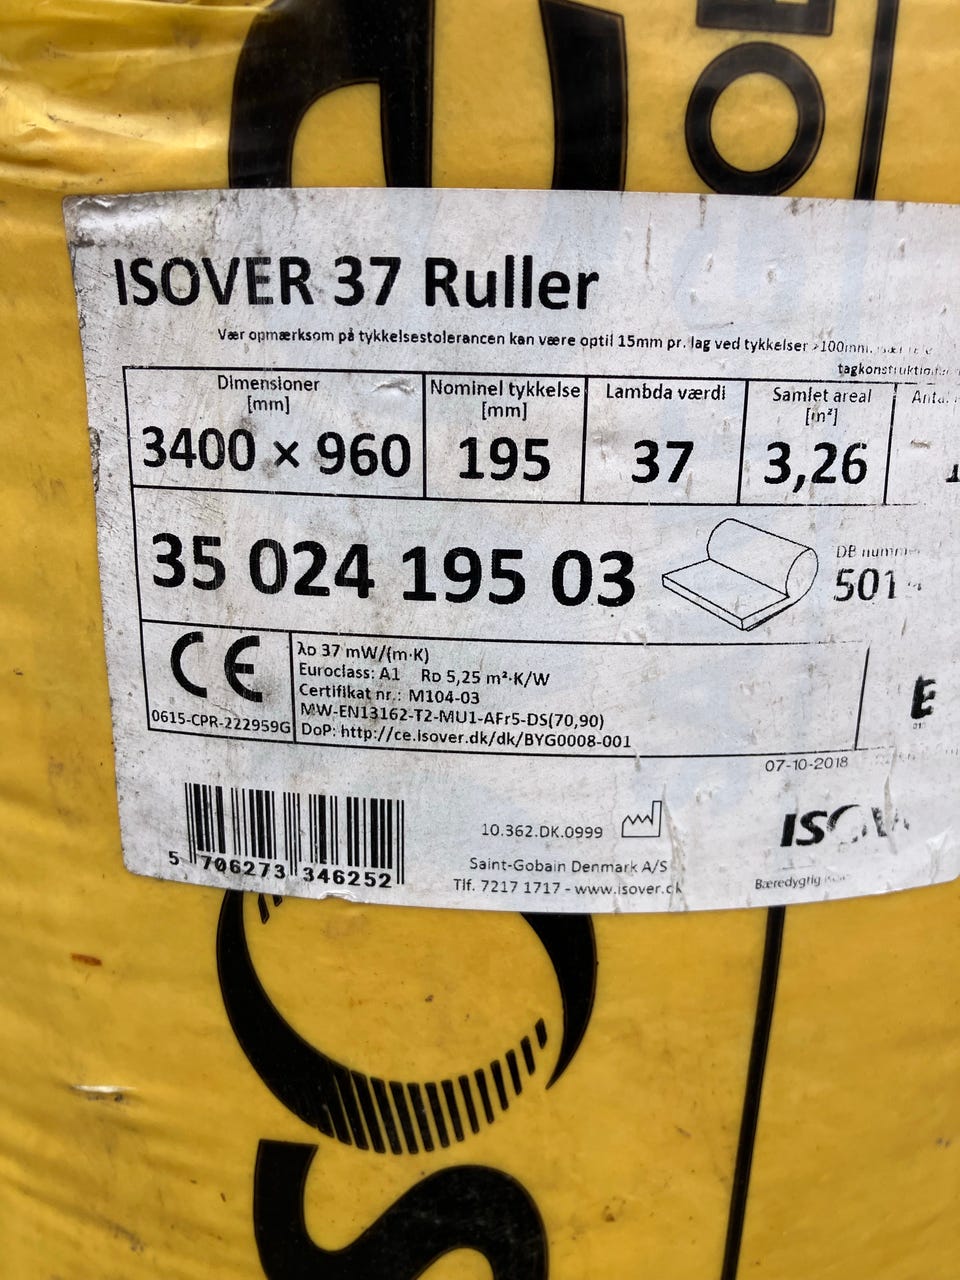 ISOVER 37 Ruller
Vær opmærksom på tykkelsestolerancen kan være optil 15mm pr. lag ved tykkelser >100mm.
tagkonstruktion
Dimensioner
[mm]
3400 × 960
Nominel tykkelse
[mm]
195
Lambda værdi
37
Samlet areal
[m²]
3,26
35 024 195 03
DB
501
CE
0615-CPR-222959G
λD 37 mW/(m·K)
Euroclass: A1 RD 5,25 m²·K/W
Certifikat nr.: M104-03
MW-EN13162-T2-MU1-AFr5-DS(70,90)
DoP: http://ce.isover.dk/dk/BYG0008-001
E
07-10-2018
5 706273 346252
10.362.DK.0999
Saint-Gobain Denmark A/S
Tlf. 7217 1717 - www.isover.dk
Bæredygtig